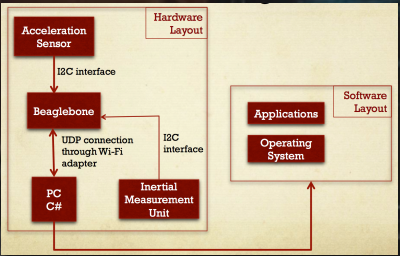 Hardware
Layout
Acceleration
Sensor
I2C interface
Beaglebone
UDP connection
through Wi-Fi
adapter
I2C
interface
PC
C#
Inertial
Measurement
Unit
Software
Layout
Applications
Operating
System